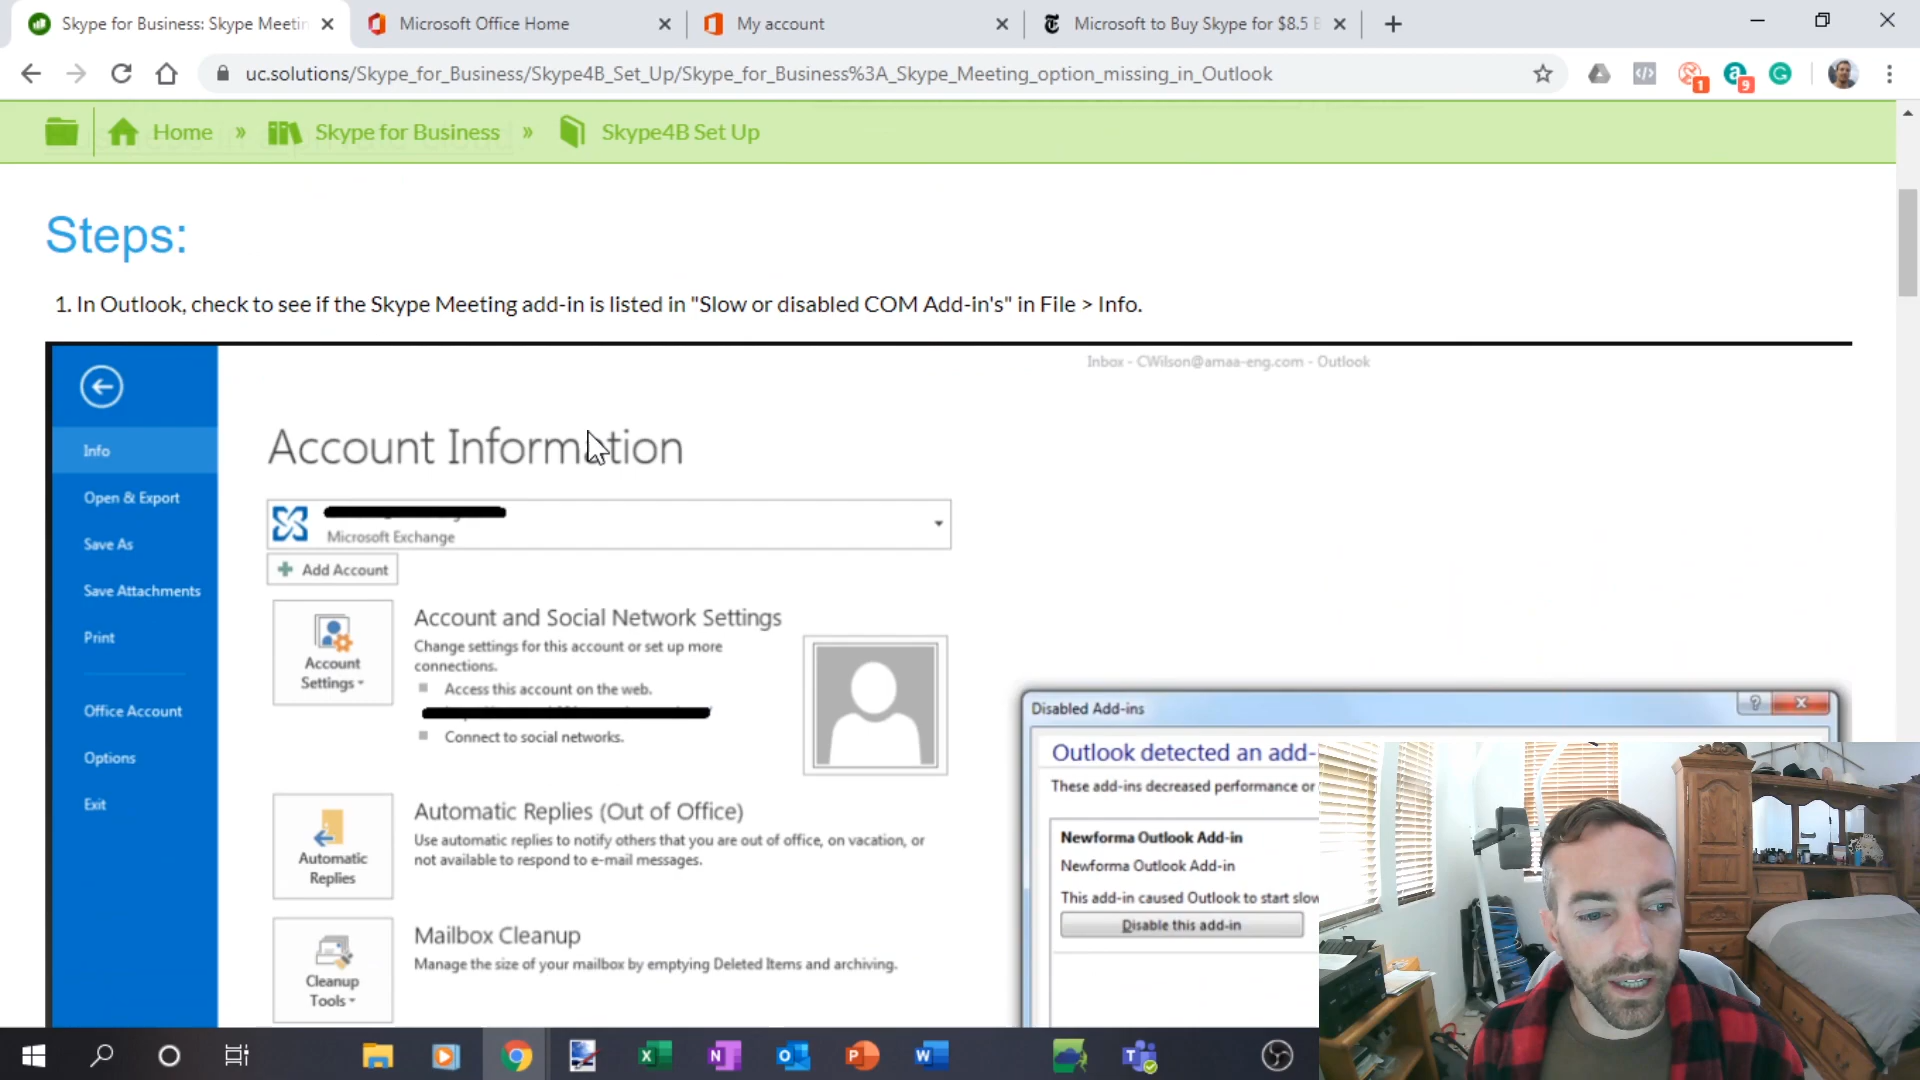 Skype for Business: Skype Meetin
Microsoft Office Home
My account
Microsoft to Buy Skype for $8.5 B
uc.solutions/Skype_for_Business/Skype4B_Set_Up/Skype_for_Business%3A_Skype_Meeting_option_missing_in_Outlook
1
9
Home » Skype for Business » Skype4B Set Up
Steps:
1. In Outlook, check to see if the Skype Meeting add-in is listed in "Slow or disabled COM Add-in's" in File > Info.
Inbox - CWilson@amaa-eng.com - Outlook
Info
Open & Export
Save As
Save Attachments
Print
Office Account
Options
Exit
Account Information
Microsoft Exchange
Add Account
Account
Settings
Account and Social Network Settings
Change settings for this account or set up more
connections.
Access this account on the web.
Connect to social networks.
Automatic
Replies
Automatic Replies (Out of Office)
Use automatic replies to notify others that you are out of office, on vacation, or
not available to respond to e-mail messages.
Cleanup
Tools
Mailbox Cleanup
Manage the size of your mailbox by emptying Deleted Items and archiving.
Disabled Add-ins
Outlook detected an add-
These add-ins decreased performance or
Newforma Outlook Add-in
Newforma Outlook Add-in
This add-in caused Outlook to start slow
Disable this add-in